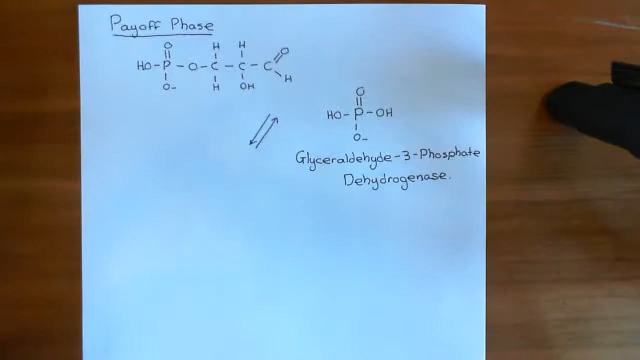 Payoff Phase
O H H O
HO-P-O-C-C-C
O- H OH H
O
HO-P-OH
O-
Glyceraldehyde-3-Phosphate
Dehydrogenase.